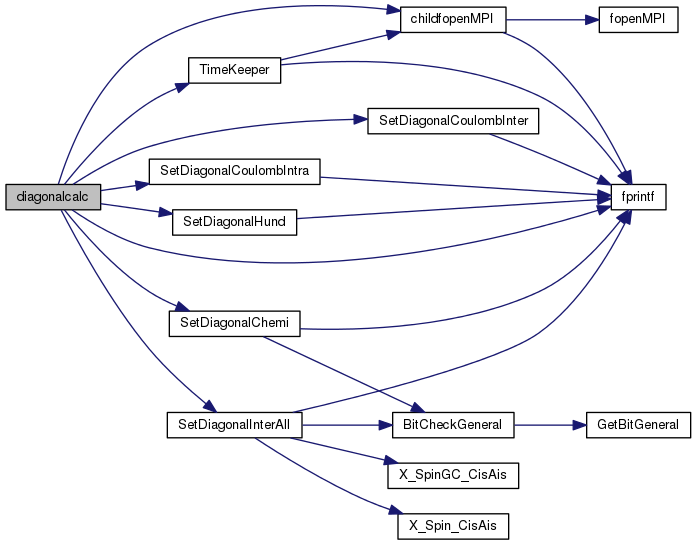 childfopenMPI
fopenMPI
TimeKeeper
SetDiagonalCoulombInter
SetDiagonalCoulombIntra
diagonalcalc
fprintf
SetDiagonalHund
SetDiagonalChemi
SetDiagonalInterAll
BitCheckGeneral
GetBitGeneral
X_SpinGC_CisAis
X_Spin_CisAis